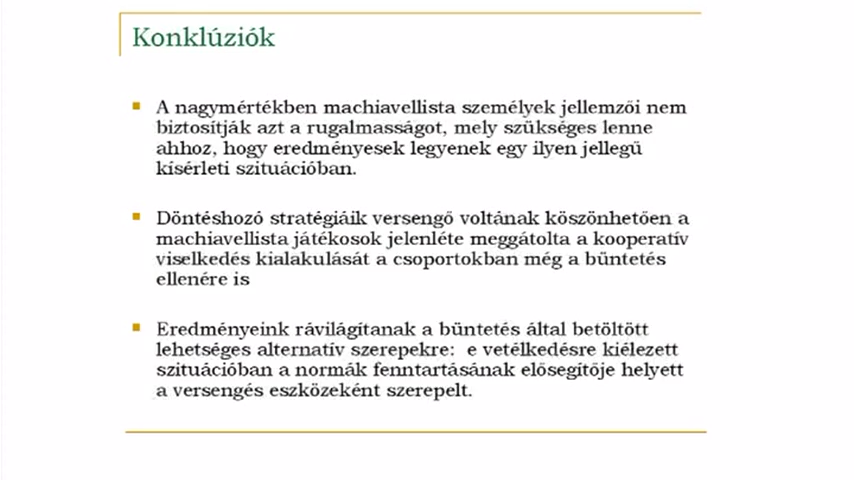 Konklúziók
A nagymértékben machiavellista személyek jellemzői nem
biztosítják azt a rugalmasságot, mely szükséges lenne
ahhoz, hogy eredményesek legyenek egy ilyen jellegű
kísérleti szituációban.
Döntéshozó stratégiáik versengő voltának köszönhetően a
machiavellista játékosok jelenléte meggátolta a kooperatív
viselkedés kialakulását a csoportokban még a büntetés
ellenére is
Eredményeink rávilágítanak a büntetés által betöltött
lehetséges alternatív szerepekre: e vetélkedésre kiélezett
szituációban a normák fenntartásának elősegítője helyett
a versengés eszközeként szerepelt.